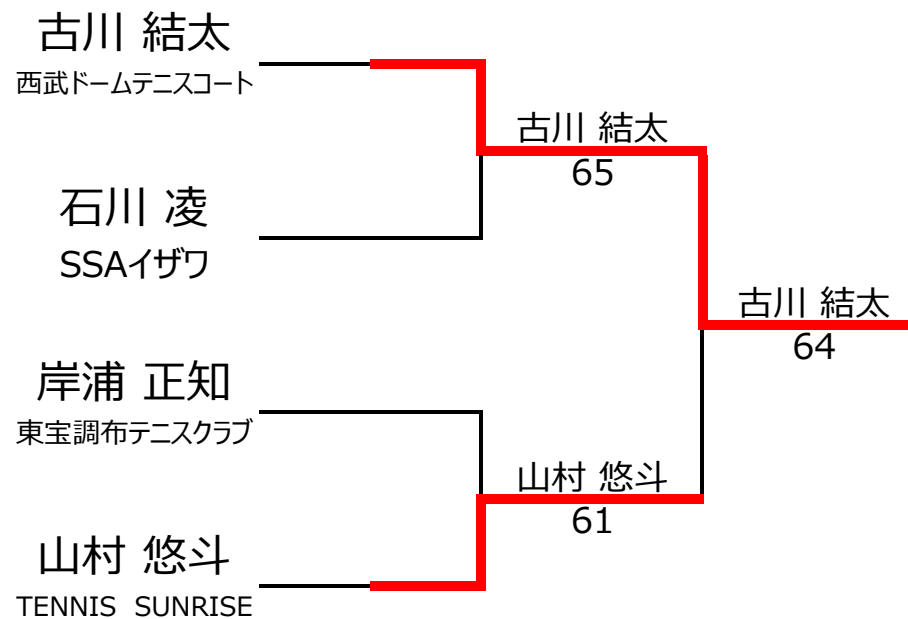 古川 結太
西武ドームテニスコート
古川 結太
65
石川 凌
SSAイザワ
古川 結太
64
岸浦 正知
東宝調布テニスクラブ
山村 悠斗
61
山村 悠斗
TENNIS SUNRISE